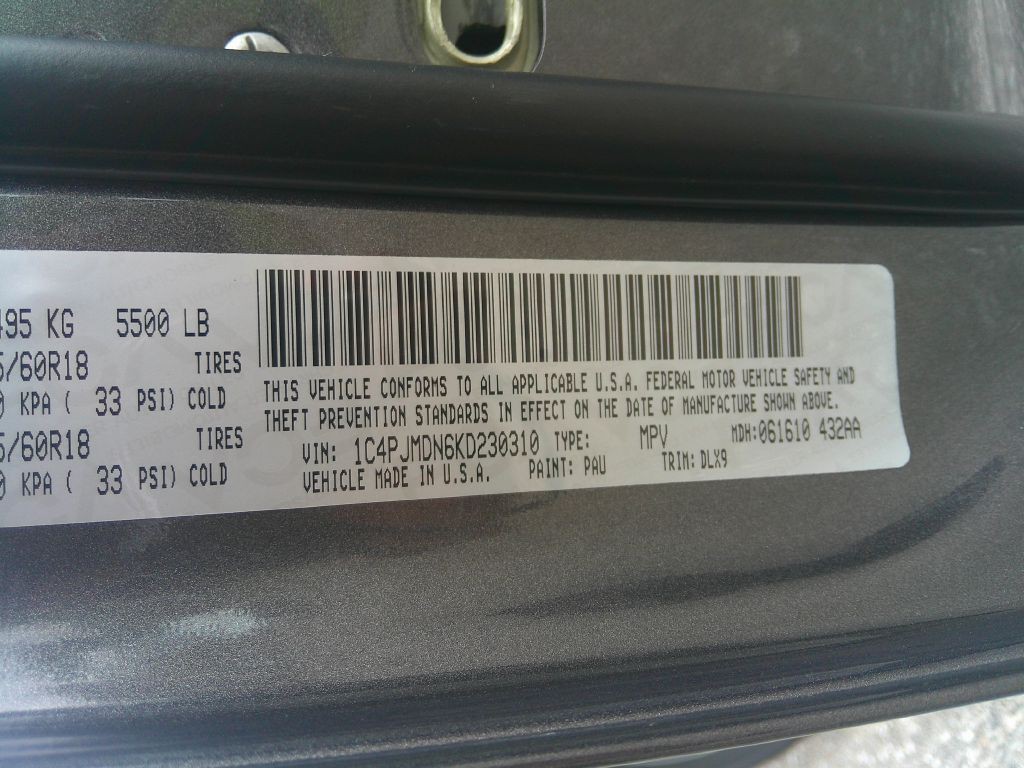 495 KG 5500 LB
5/60R18 TIRES
0 KPA ( 33 PSI) COLD
5/60R18 TIRES
0 KPA ( 33 PSI) COLD
THIS VEHICLE CONFORMS TO ALL APPLICABLE U.S.A. FEDERAL MOTOR VEHICLE SAFETY AND
THEFT PREVENTION STANDARDS IN EFFECT ON THE DATE OF MANUFACTURE SHOWN ABOVE.
VIN: 1C4PJMDN6KD230310 TYPE: MPV MDH:061610 432AA
VEHICLE MADE IN U.S.A. PAINT: PAU TRIM: DLX9